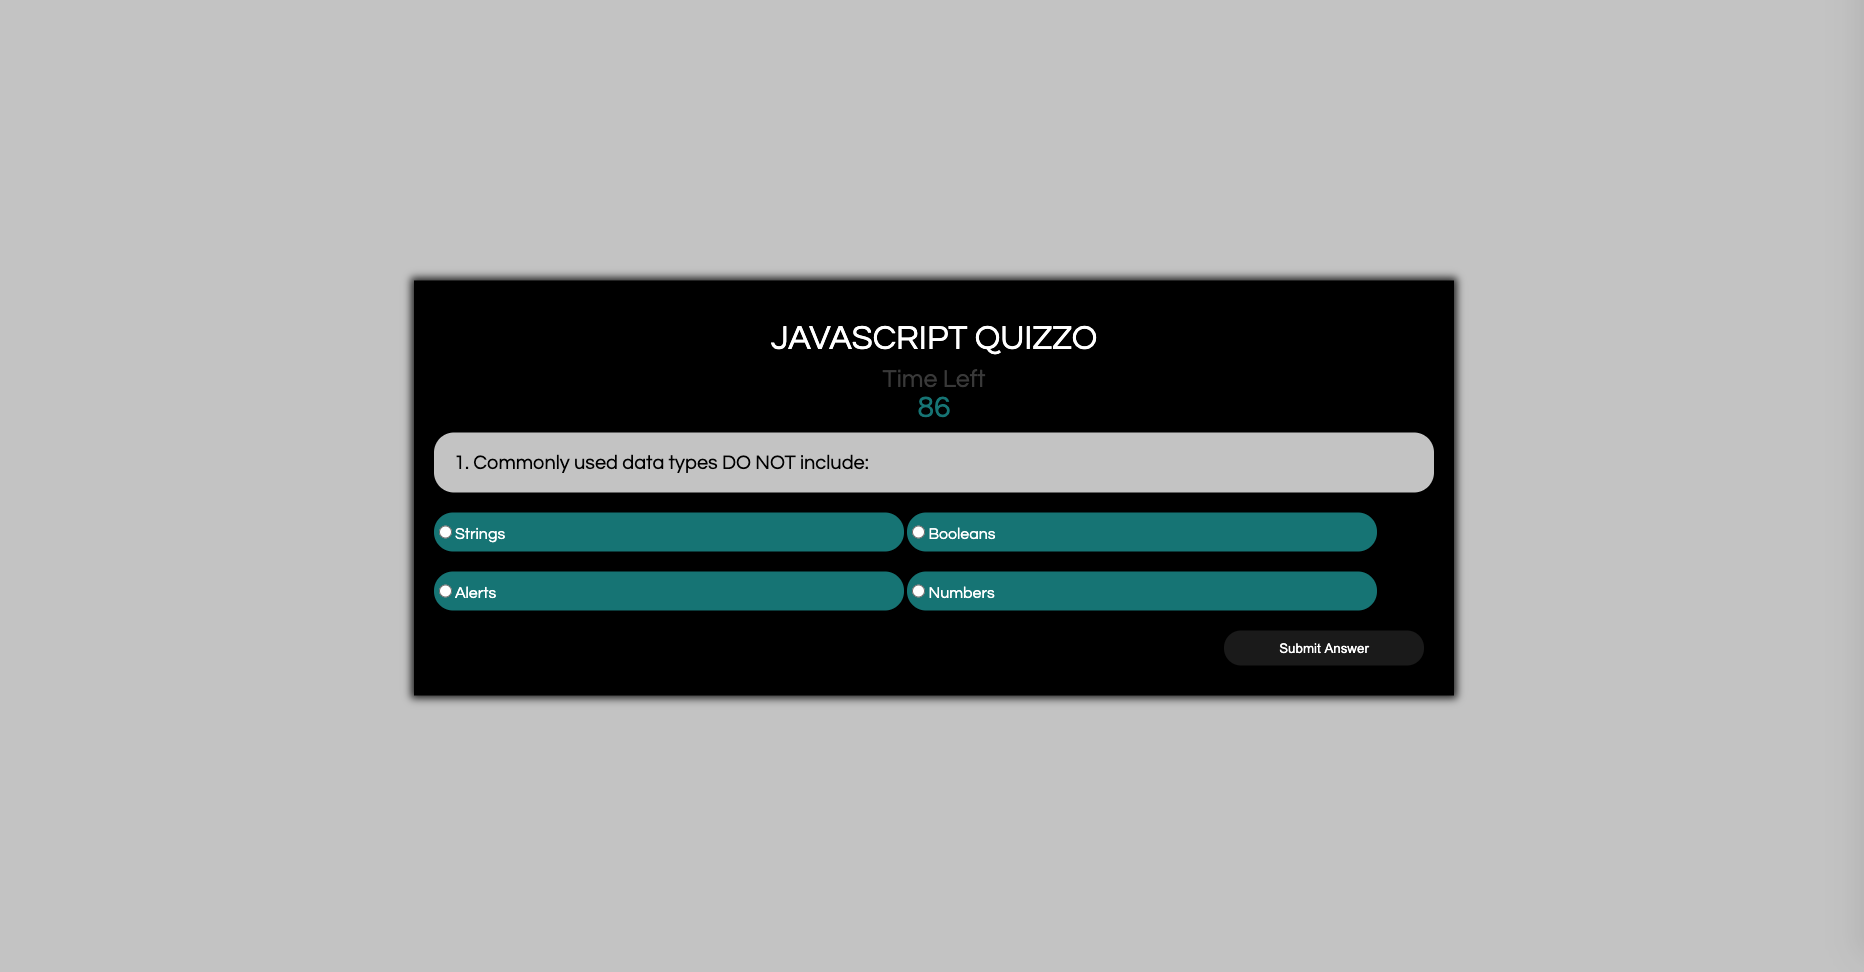 JAVASCRIPT QUIZZO
Time Left
86
1. Commonly used data types DO NOT include:
Strings
Booleans
Alerts
Numbers
Submit Answer